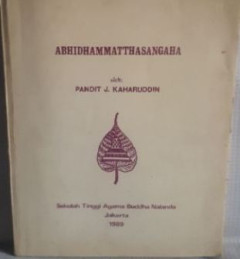 ABHIDHAMMATTHASANGAHA
oleh:
PANDIT J. KAHARUDDIN
Sekolah Tinggi Agama Buddha Nalanda
Jakarta
1989